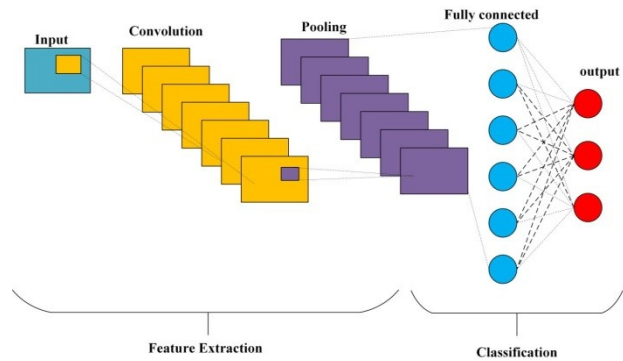 Input
Convolution
Pooling
Fully connected
output
Feature Extraction
Classification